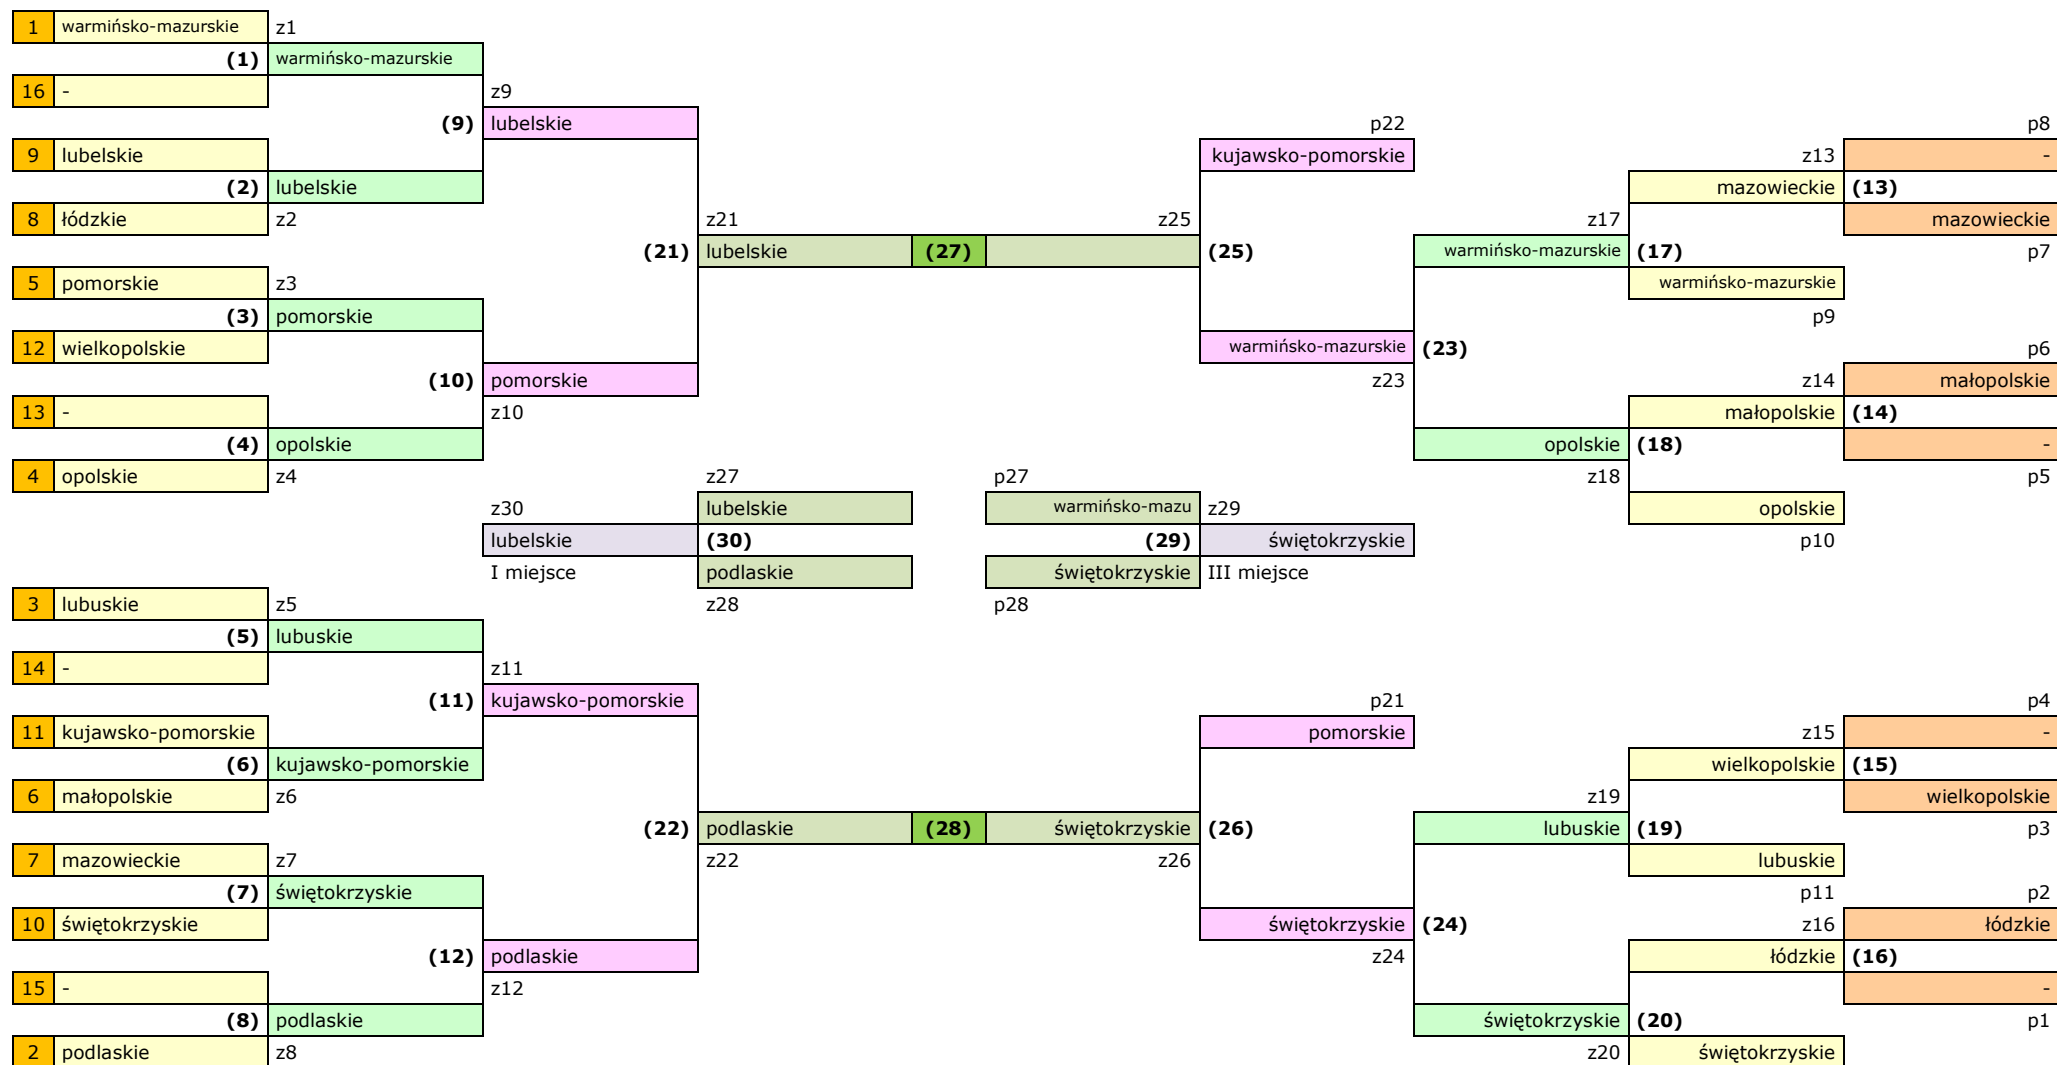 1 warmińsko-mazurskie z1
(1) warmińsko-mazurskie
16 - z9
(9) lubelskie p22 p8
9 lubelskie kujawsko-pomorskie z13 -
(2) lubelskie mazowieckie (13)
8 łódzkie z2 z21 z25 z17 mazowieckie
(21) lubelskie (27) (25) warmińsko-mazurskie (17) p7
5 pomorskie z3 warmińsko-mazurskie
(3) pomorskie p9
12 wielkopolskie warmińsko-mazurskie (23) p6
(10) pomorskie z23 z14 małopolskie
13 - z10 małopolskie (14)
(4) opolskie opolskie (18) -
4 opolskie z4 z27 p27 z18 p5
z30 lubelskie warmińsko-mazu z29 opolskie
lubelskie (30) (29) świętokrzyskie p10
I miejsce podlaskie świętokrzyskie III miejsce
3 lubuskie z5 z28 p28
(5) lubuskie
14 - z11
(11) kujawsko-pomorskie p21 p4
11 kujawsko-pomorskie pomorskie z15 -
(6) kujawsko-pomorskie wielkopolskie (15)
6 małopolskie z6 z19 wielkopolskie
(22) podlaskie (28) świętokrzyskie (26) lubuskie (19) p3
7 mazowieckie z7 z22 z26 lubuskie
(7) świętokrzyskie p11 p2
10 świętokrzyskie świętokrzyskie (24) z16 łódzkie
(12) podlaskie z24 łódzkie (16)
15 - z12 -
(8) podlaskie świętokrzyskie (20) p1
2 podlaskie z8 z20 świętokrzyskie